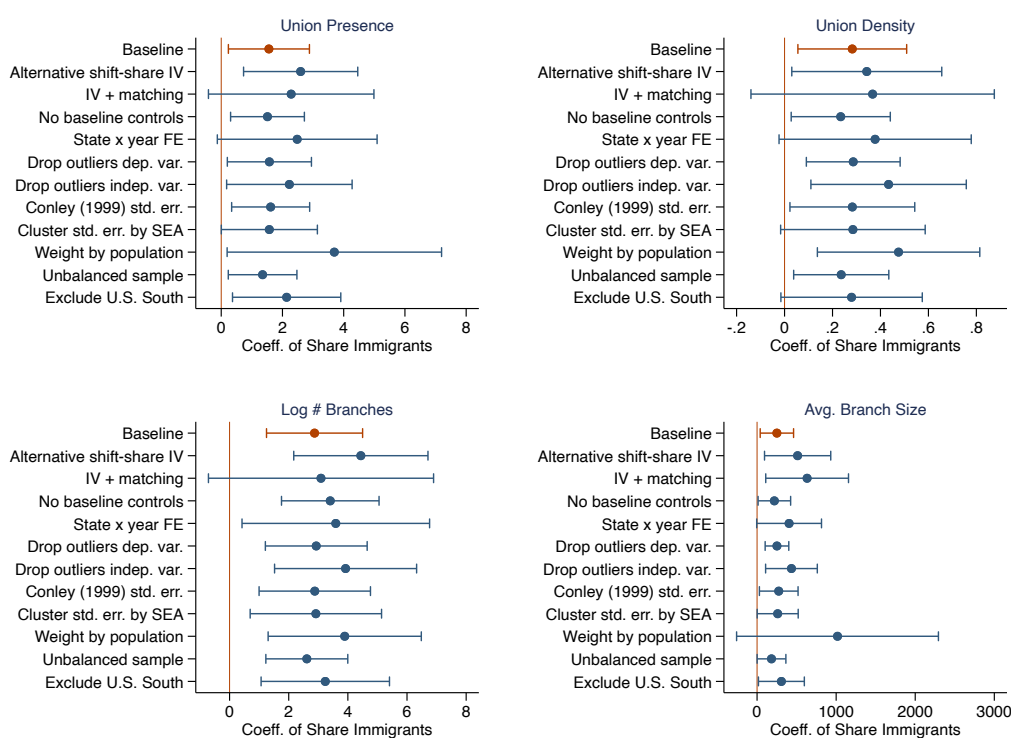 Union Presence
Baseline
Alternative shift-share IV
IV + matching
No baseline controls
State x year FE
Drop outliers dep. var.
Drop outliers indep. var.
Conley (1999) std. err.
Cluster std. err. by SEA
Weight by population
Unbalanced sample
Exclude U.S. South
0 2 4 6 8
Coeff. of Share Immigrants
Union Density
Baseline
Alternative shift-share IV
IV + matching
No baseline controls
State x year FE
Drop outliers dep. var.
Drop outliers indep. var.
Conley (1999) std. err.
Cluster std. err. by SEA
Weight by population
Unbalanced sample
Exclude U.S. South
-.2 0 .2 .4 .6 .8
Coeff. of Share Immigrants
Log # Branches
Baseline
Alternative shift-share IV
IV + matching
No baseline controls
State x year FE
Drop outliers dep. var.
Drop outliers indep. var.
Conley (1999) std. err.
Cluster std. err. by SEA
Weight by population
Unbalanced sample
Exclude U.S. South
0 2 4 6 8
Coeff. of Share Immigrants
Avg. Branch Size
Baseline
Alternative shift-share IV
IV + matching
No baseline controls
State x year FE
Drop outliers dep. var.
Drop outliers indep. var.
Conley (1999) std. err.
Cluster std. err. by SEA
Weight by population
Unbalanced sample
Exclude U.S. South
0 1000 2000 3000
Coeff. of Share Immigrants